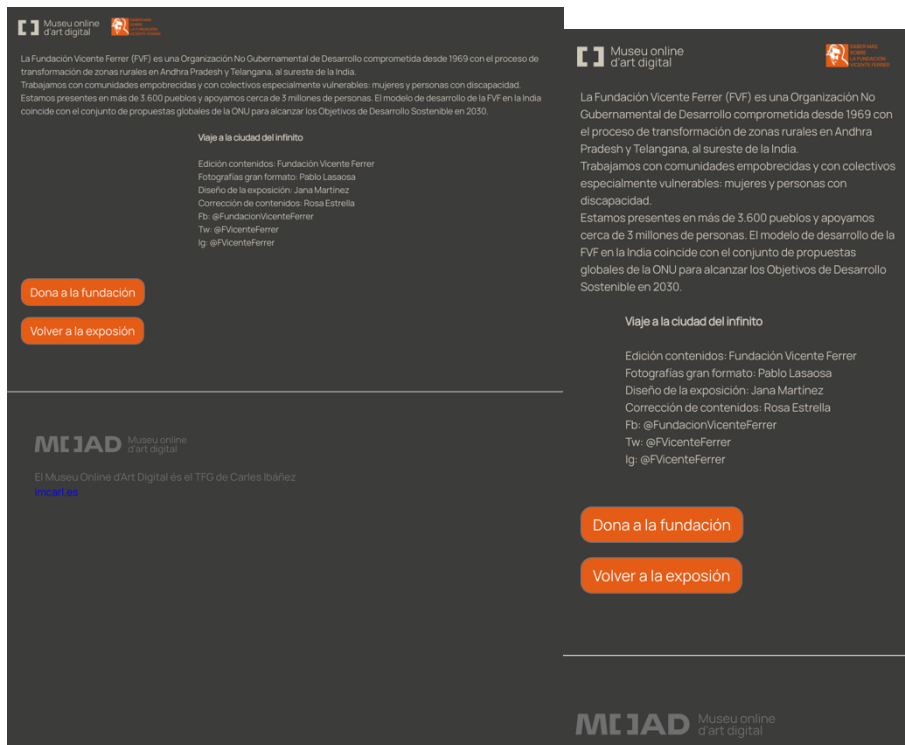 Museu online
d'art digital
SABER MÁS
SOBRE
LA FUNDACIÓN
VICENTE FERRER
La Fundación Vicente Ferrer (FVF) es una Organización No Gubernamental de Desarrollo comprometida desde 1969 con el proceso de
transformación de zonas rurales en Andhra Pradesh y Telangana, al sureste de la India.
Trabajamos con comunidades empobrecidas y con colectivos especialmente vulnerables: mujeres y personas con discapacidad.
Estamos presentes en más de 3.600 pueblos y apoyamos cerca de 3 millones de personas. El modelo de desarrollo de la FVF en la India
coincide con el conjunto de propuestas globales de la ONU para alcanzar los Objetivos de Desarrollo Sostenible en 2030.
Viaje a la ciudad del infinito
Edición contenidos: Fundación Vicente Ferrer
Fotografías gran formato: Pablo Lasaosa
Diseño de la exposición: Jana Martínez
Corrección de contenidos: Rosa Estrella
Fb: @FundacionVicenteFerrer
Tw: @FVicenteFerrer
Ig: @FVicenteFerrer
Dona a la fundación
Volver a la exposión
M[ ]AD Museu online
d'art digital
El Museu Online d'Art Digital és el TFG de Carles Ibáñez
imcarl.es
Museu online
d'art digital
SABER MÁS
SOBRE
LA FUNDACIÓN
VICENTE FERRER
La Fundación Vicente Ferrer (FVF) es una Organización No
Gubernamental de Desarrollo comprometida desde 1969 con
el proceso de transformación de zonas rurales en Andhra
Pradesh y Telangana, al sureste de la India.
Trabajamos con comunidades empobrecidas y con colectivos
especialmente vulnerables: mujeres y personas con
discapacidad.
Estamos presentes en más de 3.600 pueblos y apoyamos
cerca de 3 millones de personas. El modelo de desarrollo de la
FVF en la India coincide con el conjunto de propuestas
globales de la ONU para alcanzar los Objetivos de Desarrollo
Sostenible en 2030.
Viaje a la ciudad del infinito
Edición contenidos: Fundación Vicente Ferrer
Fotografías gran formato: Pablo Lasaosa
Diseño de la exposición: Jana Martínez
Corrección de contenidos: Rosa Estrella
Fb: @FundacionVicenteFerrer
Tw: @FVicenteFerrer
Ig: @FVicenteFerrer
Dona a la fundación
Volver a la exposión
M[ ]AD Museu online
d'art digital